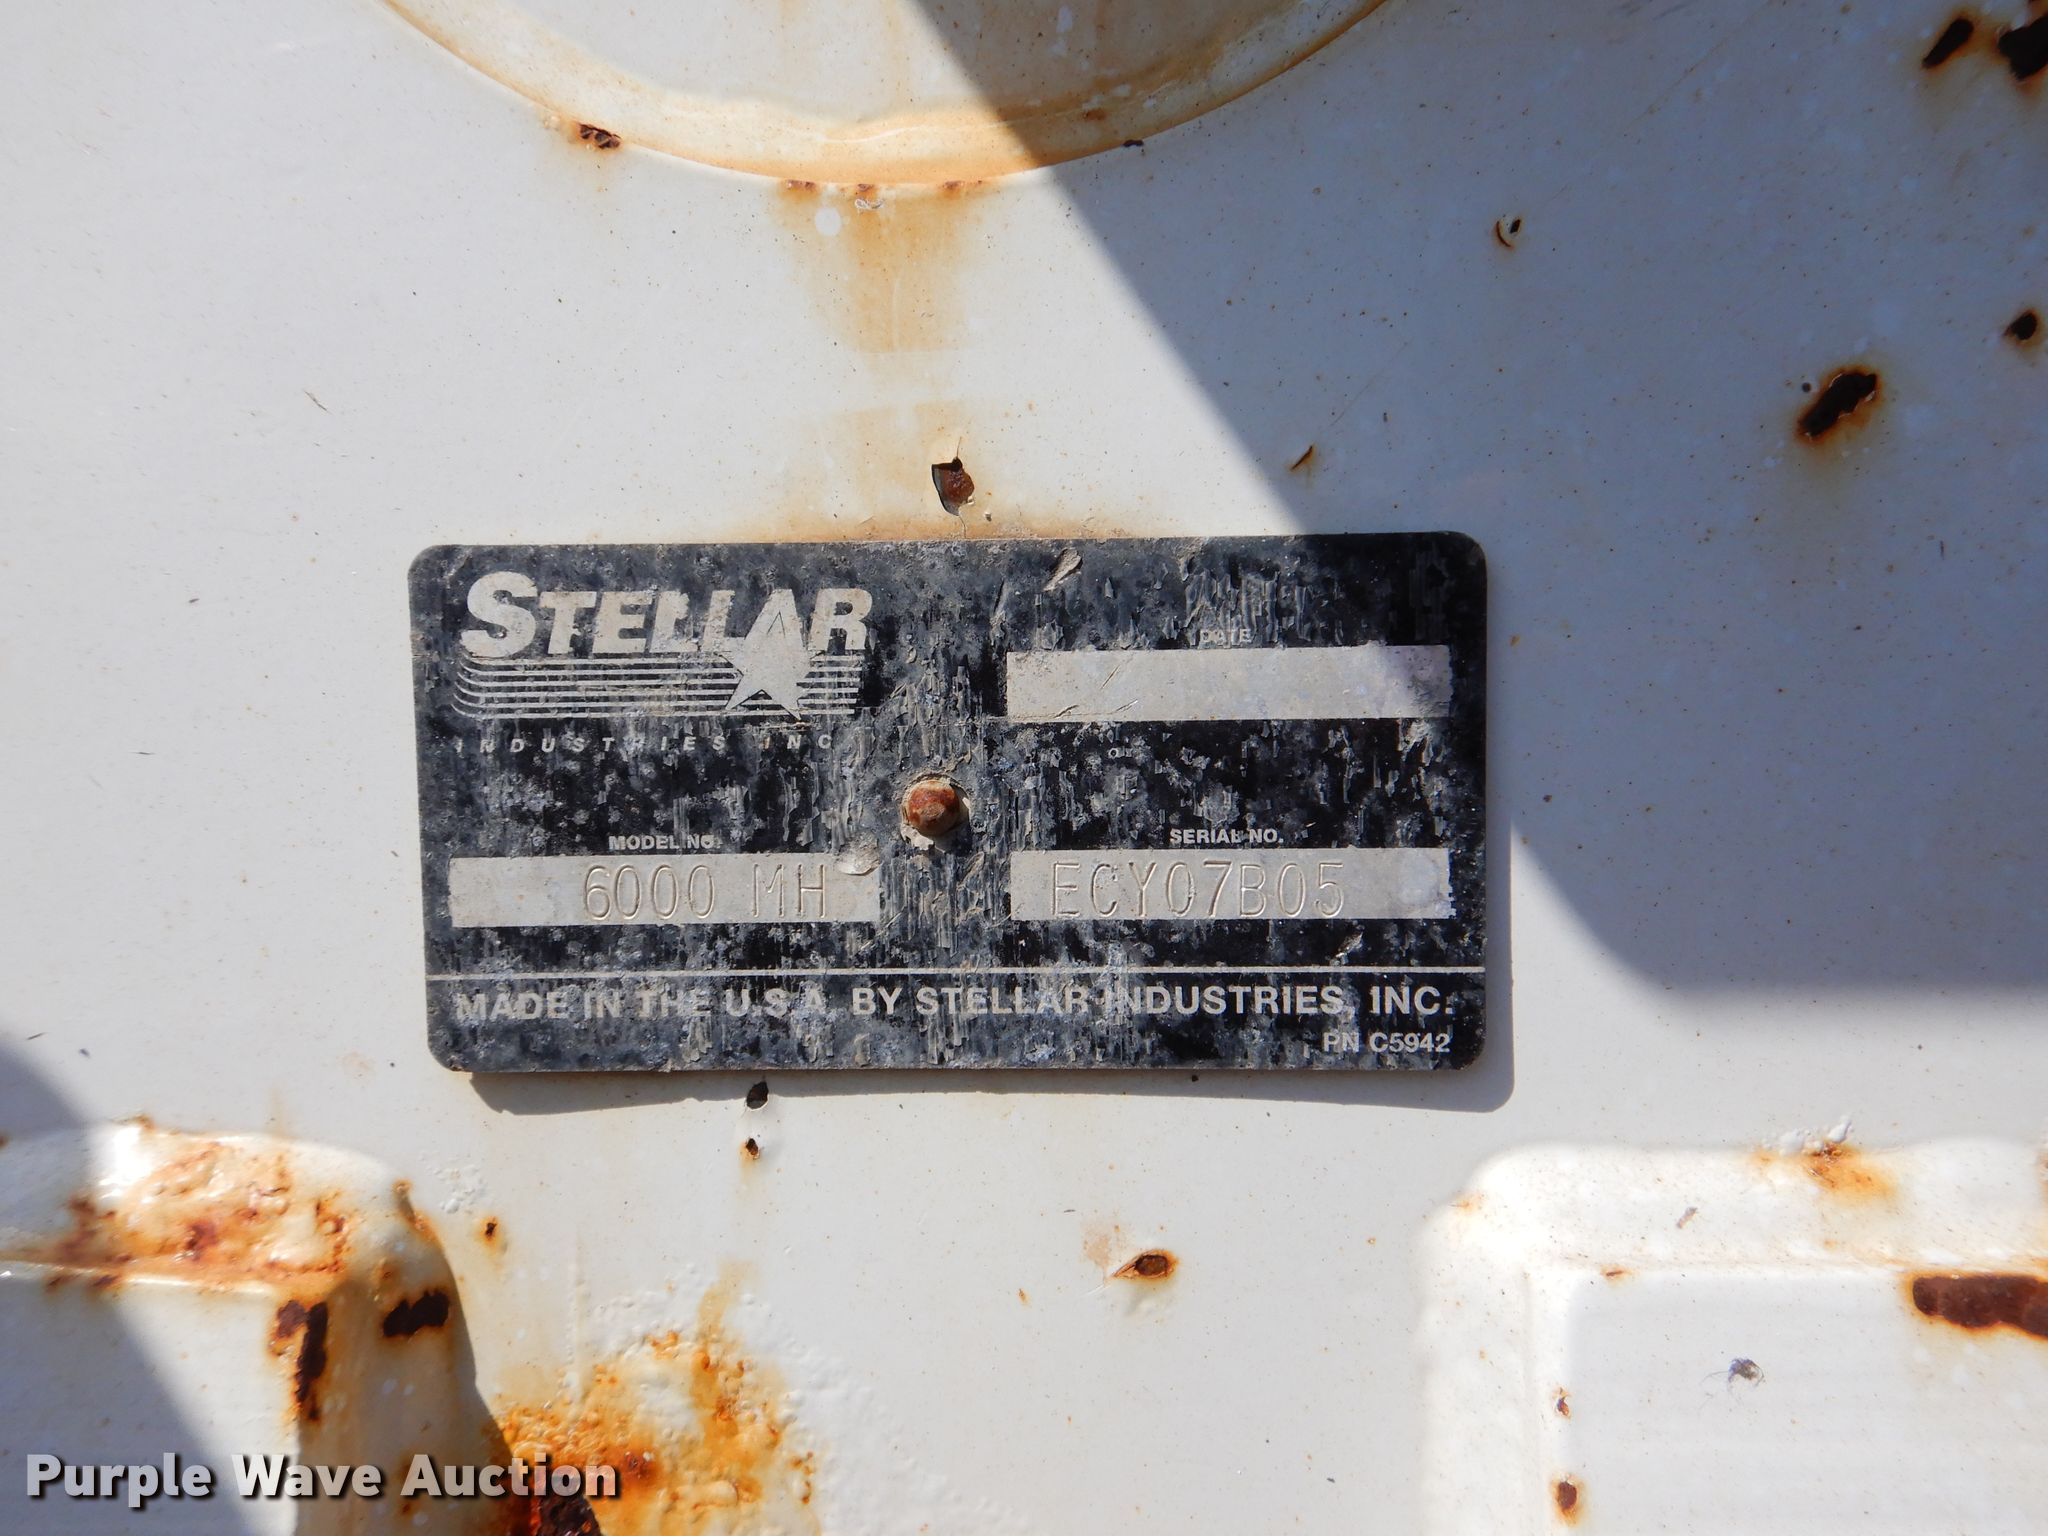 STELLAR
INDUSTRIES INC
DATE
MODEL NO.
6000 MH
SERIAL NO.
ECY07B05
MADE IN THE U.S.A. BY STELLAR INDUSTRIES, INC.
PN C5942
Purple Wave Auction